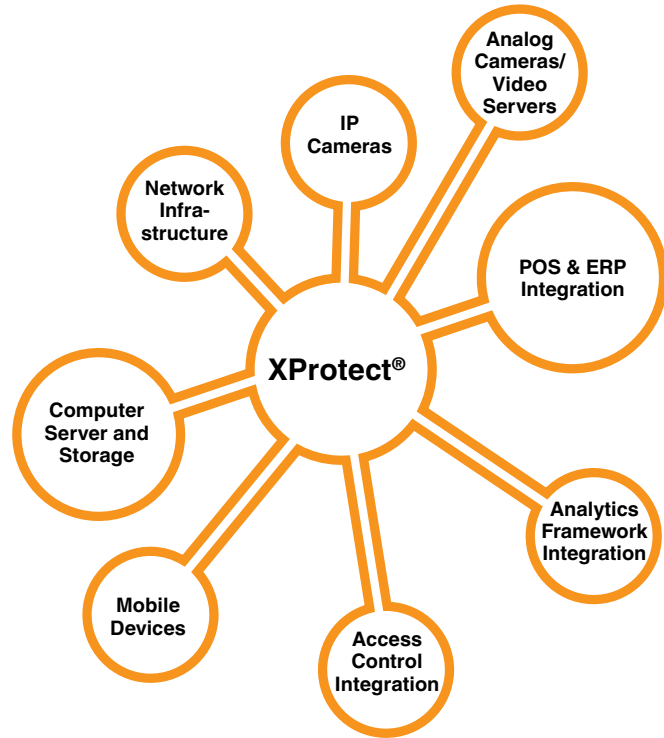 Analog
Cameras/
Video
Servers
IP
Cameras
Network
Infra-
structure
POS & ERP
Integration
XProtect®
Computer
Server and
Storage
Analytics
Framework
Integration
Mobile
Devices
Access
Control
Integration